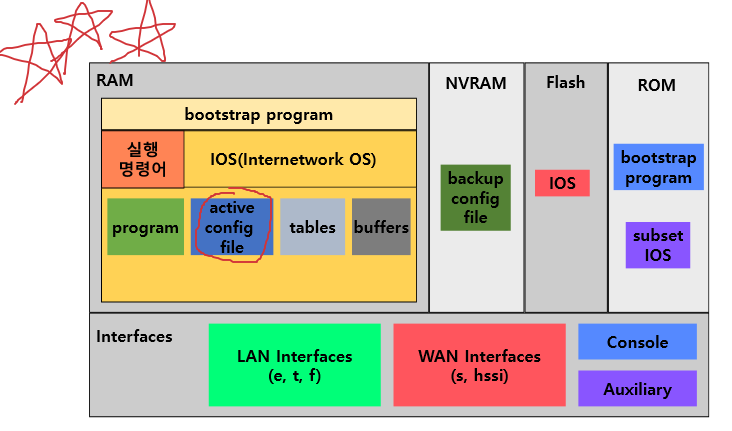 RAM
NVRAM
Flash
ROM
bootstrap program
실행
명령어
IOS(Internetwork OS)
program
active
config
file
tables
buffers
backup
config
file
IOS
bootstrap
program
subset
IOS
Interfaces
LAN Interfaces
(e, t, f)
WAN Interfaces
(s, hssi)
Console
Auxiliary